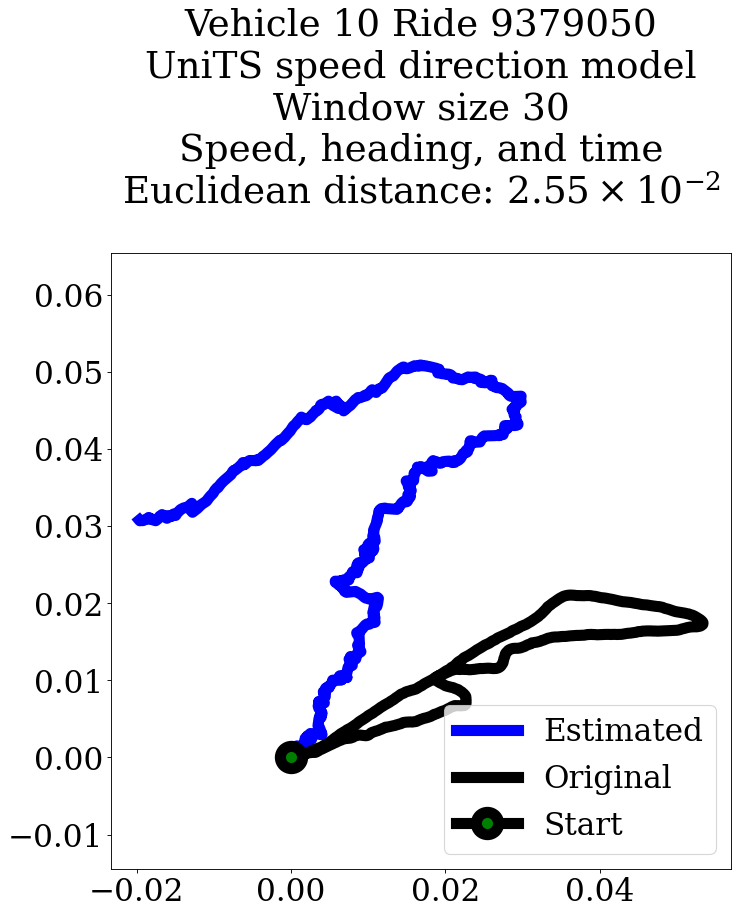 Vehicle 10 Ride 9379050
UniTS speed direction model
Window size 30
Speed, heading, and time
Euclidean distance: 2.55 × 10⁻²
0.06
0.05
0.04
0.03
0.02
0.01
0.00
−0.01
−0.02 0.00 0.02 0.04
Estimated
Original
Start